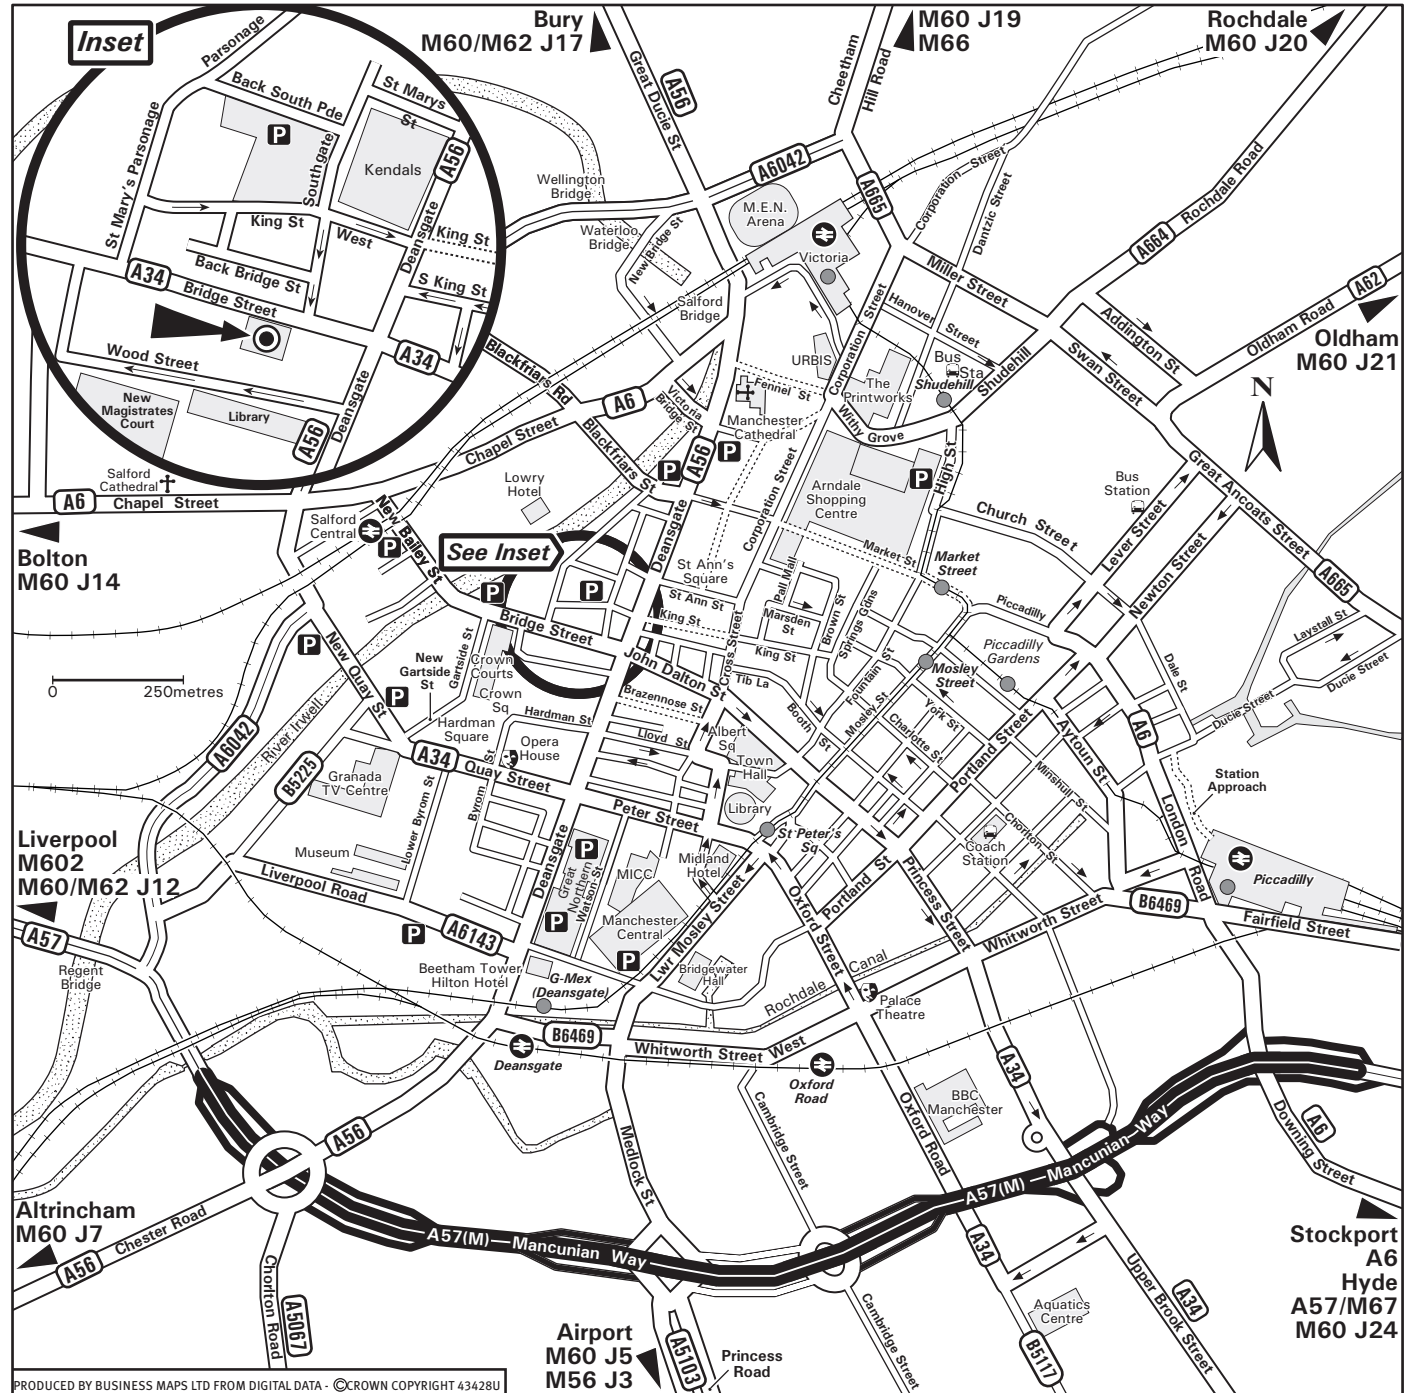 Inset
Parsonage
Back South Pde
St Marys
St
A56
St Mary's Parsonage
P
Southgate
Kendals
King St
West
Deansgate
King St
A34
Back Bridge St
Bridge Street
S King St
A34
Wood Street
Deansgate
New
Magistrates
Court
Library
A56
Bury
M60/M62 J17
Great Ducie St
A56
Cheetham
Hill Road
M60 J19
M66
Rochdale
M60 J20
Wellington
Bridge
A6042
A665
Corporation Street
Dantzic Street
Rochdale Road
A664
M.E.N.
Arena
Waterloo
Bridge
New Bridge St
Victoria
Miller Street
A62
Oldham Road
Oldham
M60 J21
Salford
Bridge
Corporation Street
Hanover
Street
Addington St
Swan Street
Shudehill
URBIS
The
Printworks
Bus
Sta
Shudehill
N
Blackfriars Rd
A6
Victoria
Bridge St
Fennel St
Manchester
Cathedral
Withy Grove
Chapel Street
Blackfriars St
A56
P
P
Salford
Cathedral
A6
Chapel Street
Lowry
Hotel
Corporation Street
Arndale
Shopping
Centre
P
High St
Bus
Station
Great Ancoats Street
Church Street
Lever Street
Newton Street
Salford
Central
P
New Bailey St
See Inset
Deansgate
Bolton
M60 J14
St Ann's
Square
Market St
Market
Street
A665
P
P
Bridge Street
St Ann St
Pall Mall
Marsden
St
Brown St
Springs Gdns
Piccadilly
Laystall St
King St
King St
Cross Street
Piccadilly
Gardens
Ducie Street
Dale St
P
New Quay St
New
Gartside
St
Gartside St
Crown
Courts
Crown
Sq
John Dalton St
Tib La
Fountain St
Mosley
Street
0
250metres
P
Brazennose St
Booth
St
Mosley St
York St
Ducie Street
A6042
River Irwell
Hardman
Square
Hardman St
Lloyd St
Albert
Sq
Charlotte St
Portland Street
Aytoun St
A6
B5225
A34
Quay Street
Opera
House
Town
Hall
Minshull St
Station
Approach
Granada
TV Centre
Byrom St
Lower Byrom St
Peter Street
Library
St Peter's
Sq
Chorlton St
London
Road
Liverpool
M602
M60/M62 J12
Museum
Deansgate
P
Great
Northern
Watson St
MICC
Midland
Hotel
Coach
Station
Piccadilly
Liverpool Road
Portland St
Princess Street
B6469
Fairfield Street
A57
P
A6143
P
Manchester
Central
P
Lwr Mosley Street
Oxford Street
Whitworth Street
Regent
Bridge
Beetham Tower
Hilton Hotel
G-Mex
(Deansgate)
Bridgewater
Hall
Rochdale
Canal
Palace
Theatre
B6469
Whitworth Street West
Deansgate
Oxford
Road
A34
BBC
Manchester
A56
Medlock St
Cambridge Street
Oxford Road
A6
Downing Street
Altrincham
M60 J7
Chester Road
A56
A57(M)
Mancunian
Way
A57(M)
Mancunian Way
Stockport
A6
Hyde
A57/M67
M60 J24
A34
Chorlton Road
A5067
Upper Brook Street
A34
Aquatics
Centre
Cambridge Street
B5117
Airport
M60 J5
M56 J3
A5103
Princess
Road
PRODUCED BY BUSINESS MAPS LTD FROM DIGITAL DATA - ©CROWN COPYRIGHT 43428U